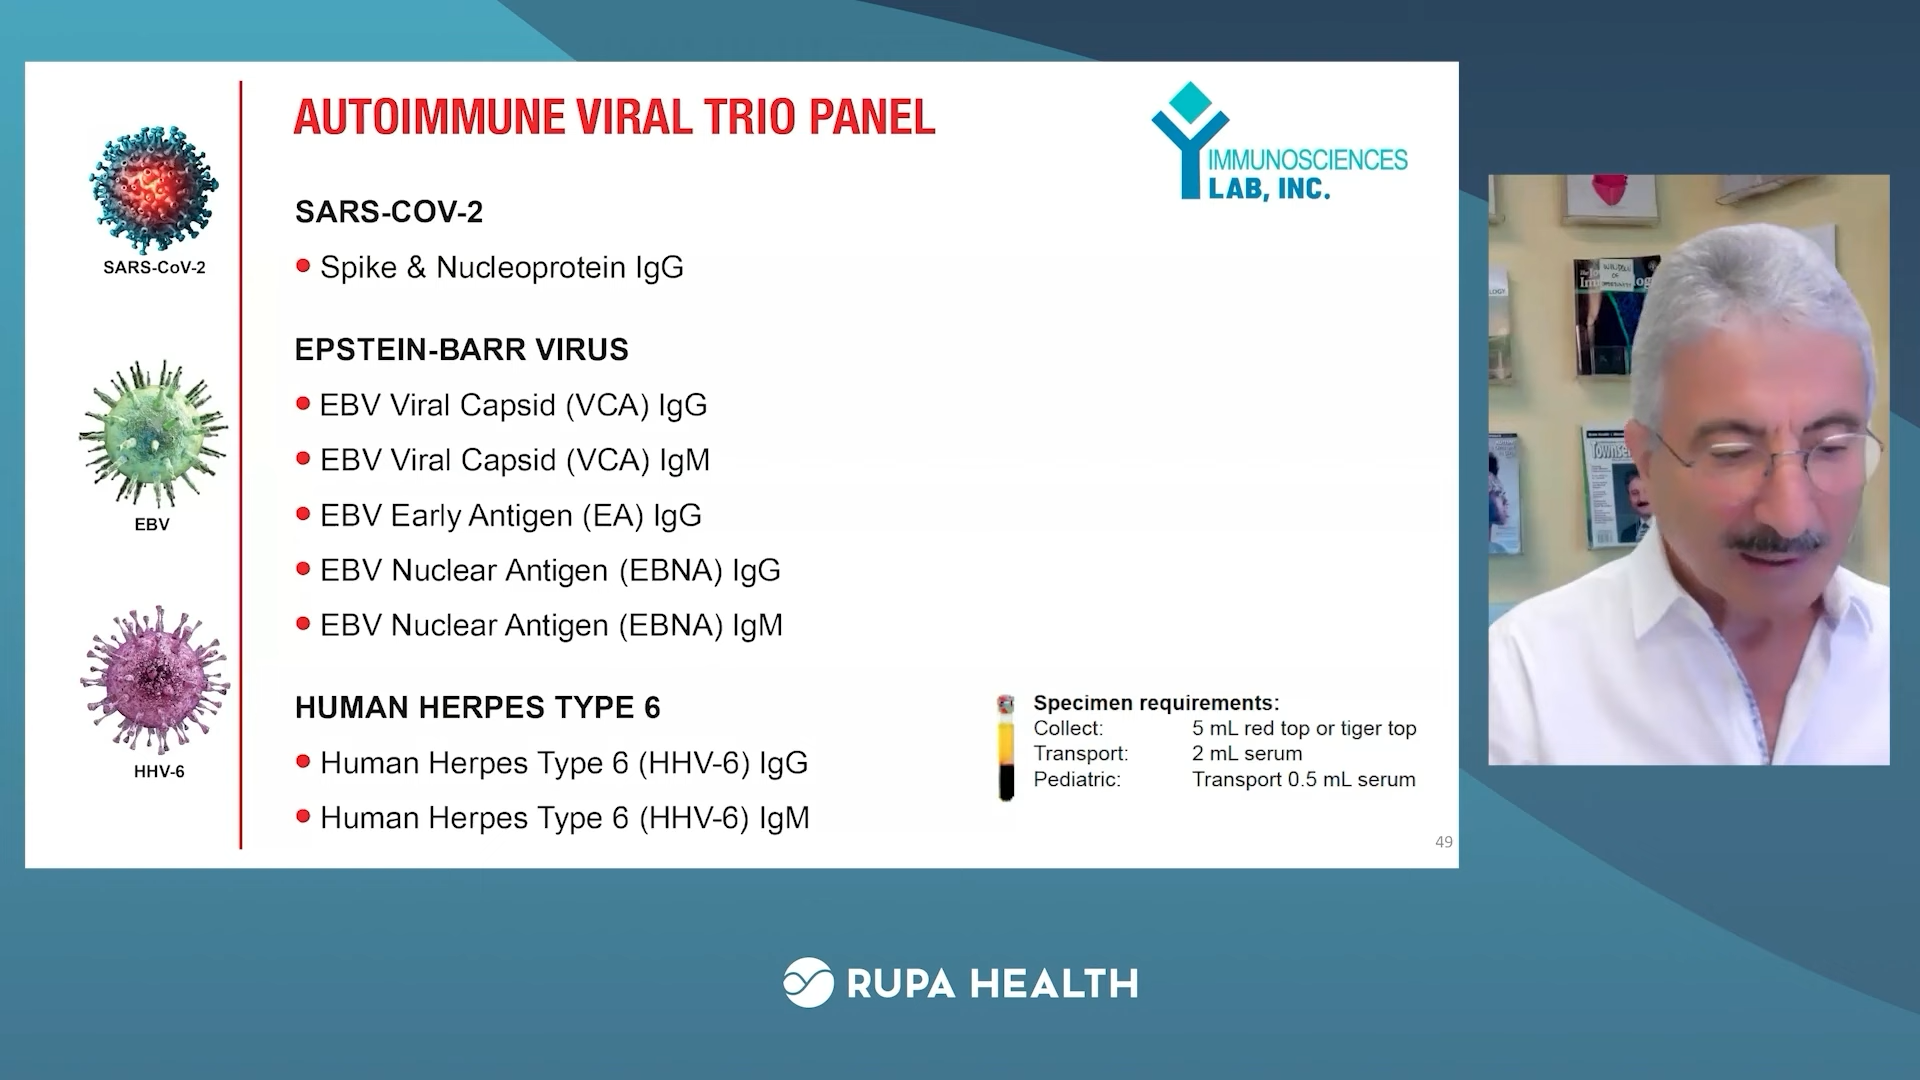 AUTOIMMUNE VIRAL TRIO PANEL
IMMUNOSCIENCES
LAB, INC.
SARS-CoV-2
EBV
HHV-6
SARS-COV-2
Spike & Nucleoprotein IgG
EPSTEIN-BARR VIRUS
EBV Viral Capsid (VCA) IgG
EBV Viral Capsid (VCA) IgM
EBV Early Antigen (EA) IgG
EBV Nuclear Antigen (EBNA) IgG
EBV Nuclear Antigen (EBNA) IgM
HUMAN HERPES TYPE 6
Human Herpes Type 6 (HHV-6) IgG
Human Herpes Type 6 (HHV-6) IgM
Specimen requirements:
Collect: 5 mL red top or tiger top
Transport: 2 mL serum
Pediatric: Transport 0.5 mL serum
49
RUPA HEALTH